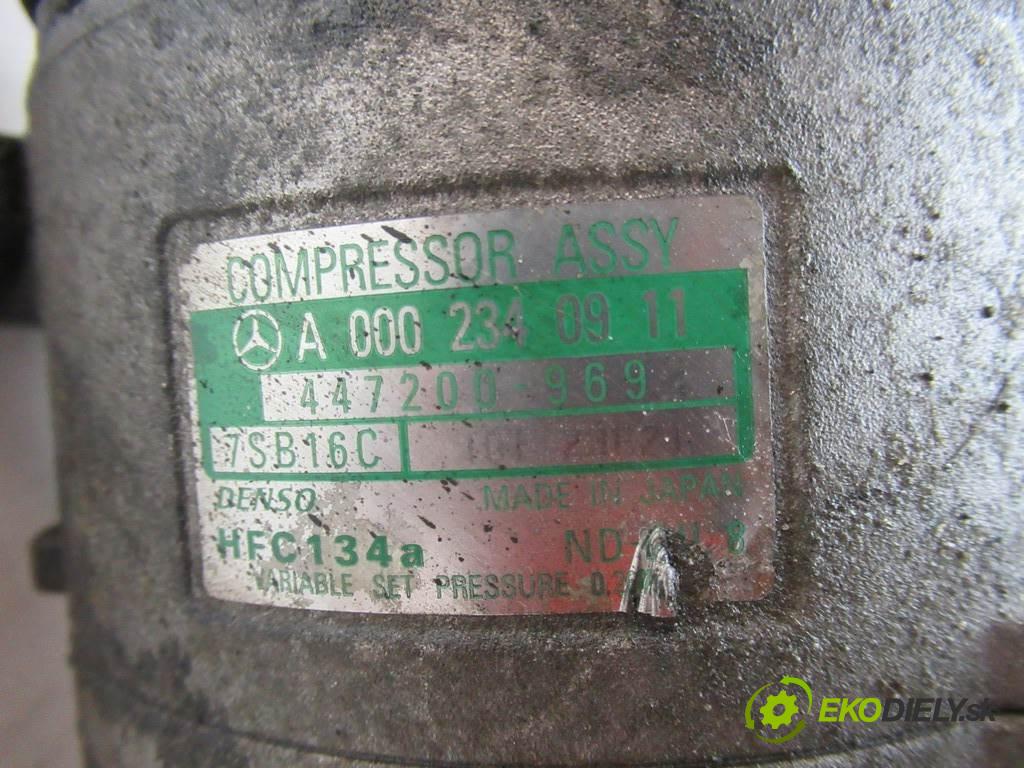 COMPRESSOR ASSY
A 000 234 09 11
447200-969
7SB16C
DENSO MADE IN JAPAN
HFC134a
VARIABLE SET PRESSURE
EKODIELY.sk